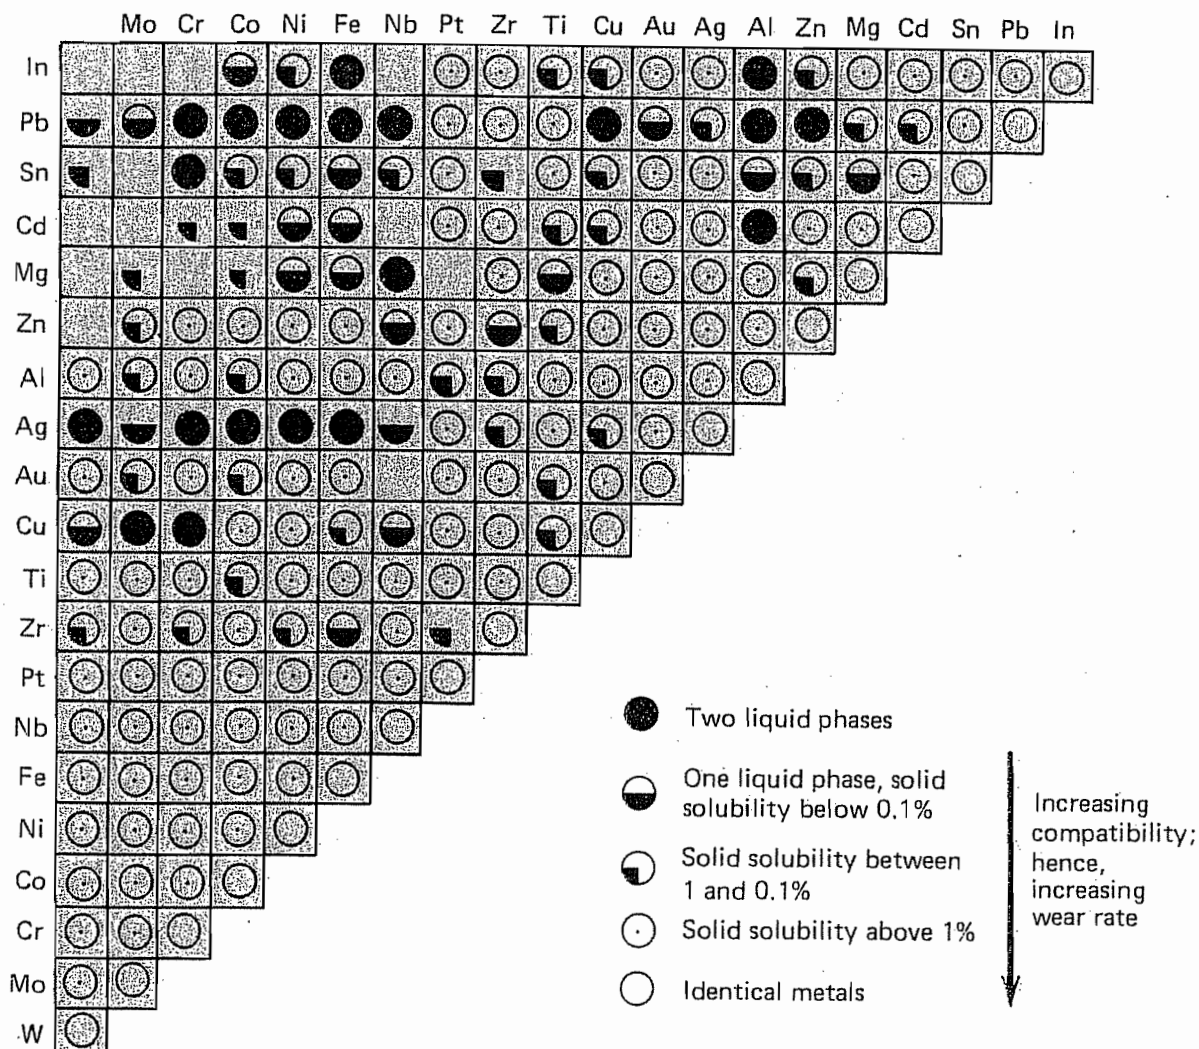 Mo Cr Co Ni Fe Nb Pt Zr Ti Cu Au Ag Al Zn Mg Cd Sn Pb In
In
Pb
Sn
Cd
Mg
Zn
Al
Ag
Au
Cu
Ti
Zr
Pt
Nb
Fe
Ni
Co
Cr
Mo
W
Two liquid phases
One liquid phase, solid
solubility below 0.1%
Solid solubility between
1 and 0.1%
Solid solubility above 1%
Identical metals
Increasing
compatibility;
hence,
increasing
wear rate